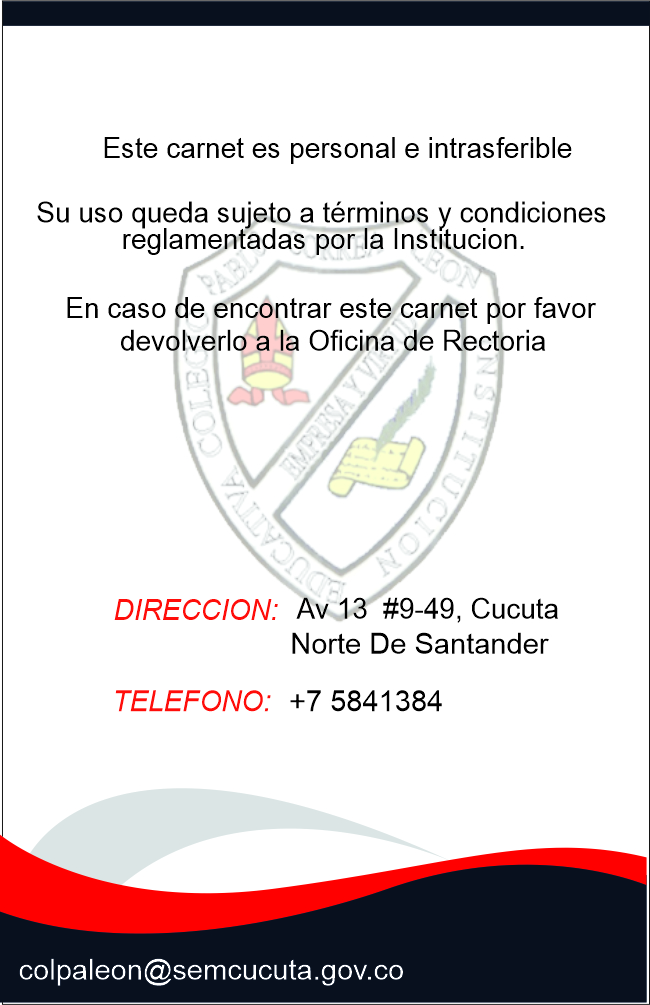 Este carnet es personal e intrasferible
Su uso queda sujeto a términos y condiciones
reglamentadas por la Institucion.
En caso de encontrar este carnet por favor
devolverlo a la Oficina de Rectoria
INSTITUCION EDUCATIVA COLEGIO PABLO CORREA LEON
EMPRESA Y VIRTUD
DIRECCION: Av 13 #9-49, Cucuta
Norte De Santander
TELEFONO: +7 5841384
colpaleon@semcucuta.gov.co